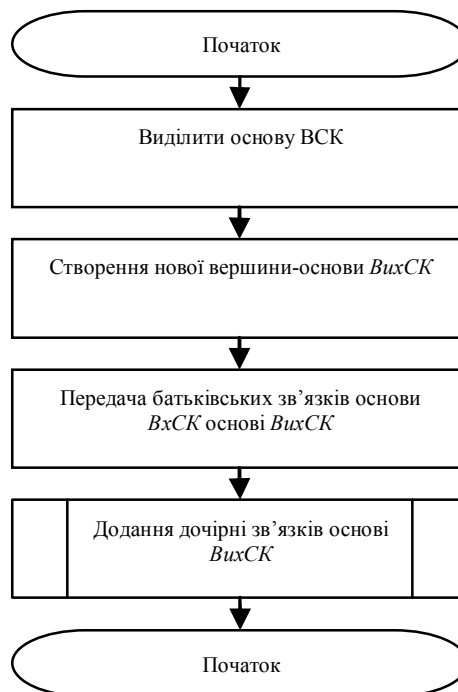 Початок
Виділити основу ВСК
Створення нової вершини-основи ВихСК
Передача батьківських зв’язків основи
ВхСК основі ВихСК
Додання дочірні зв’язків основі
ВихСК
Початок